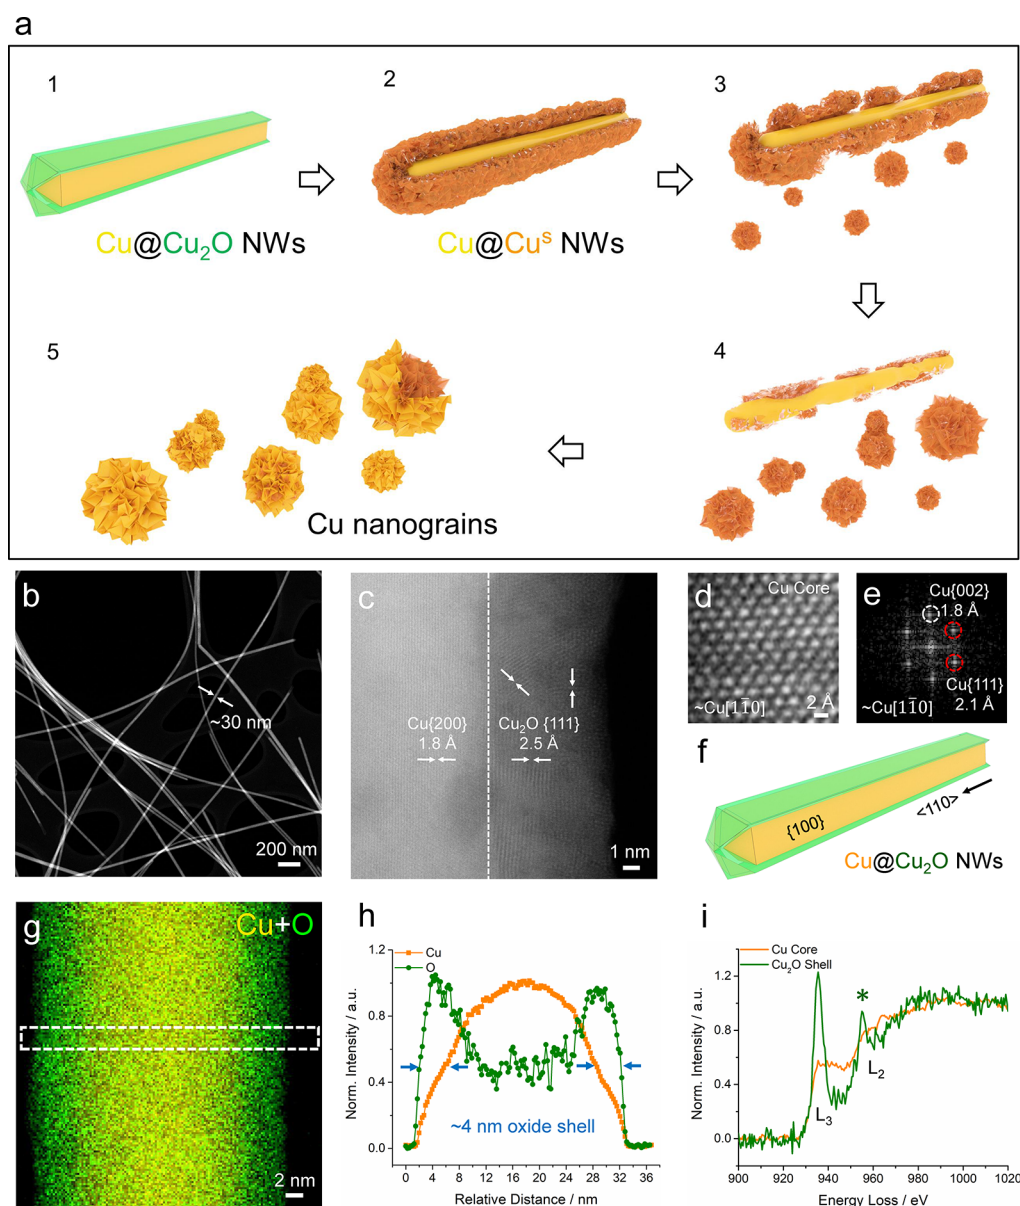 a
1
2
3
Cu@Cu₂O NWs
Cu@Cuˢ NWs
5
4
Cu nanograins
b
~30 nm
200 nm
c
Cu{200}
1.8 Å
Cu₂O {111}
2.5 Å
1 nm
d
Cu Core
~Cu[11̅0]
2 Å
e
Cu{002}
1.8 Å
Cu{111}
2.1 Å
~Cu[11̅0]
f
{100}
<110>
Cu@Cu₂O NWs
g
Cu+O
2 nm
h
Cu
O
Norm. Intensity / a.u.
1.2
0.8
0.4
0.0
~4 nm oxide shell
0 4 8 12 16 20 24 28 32 36
Relative Distance / nm
i
Cu Core
Cu₂O Shell
Norm. Intensity / a.u.
1.2
0.8
0.4
0.0
*
L₃
L₂
900 920 940 960 980 1000 1020
Energy Loss / eV